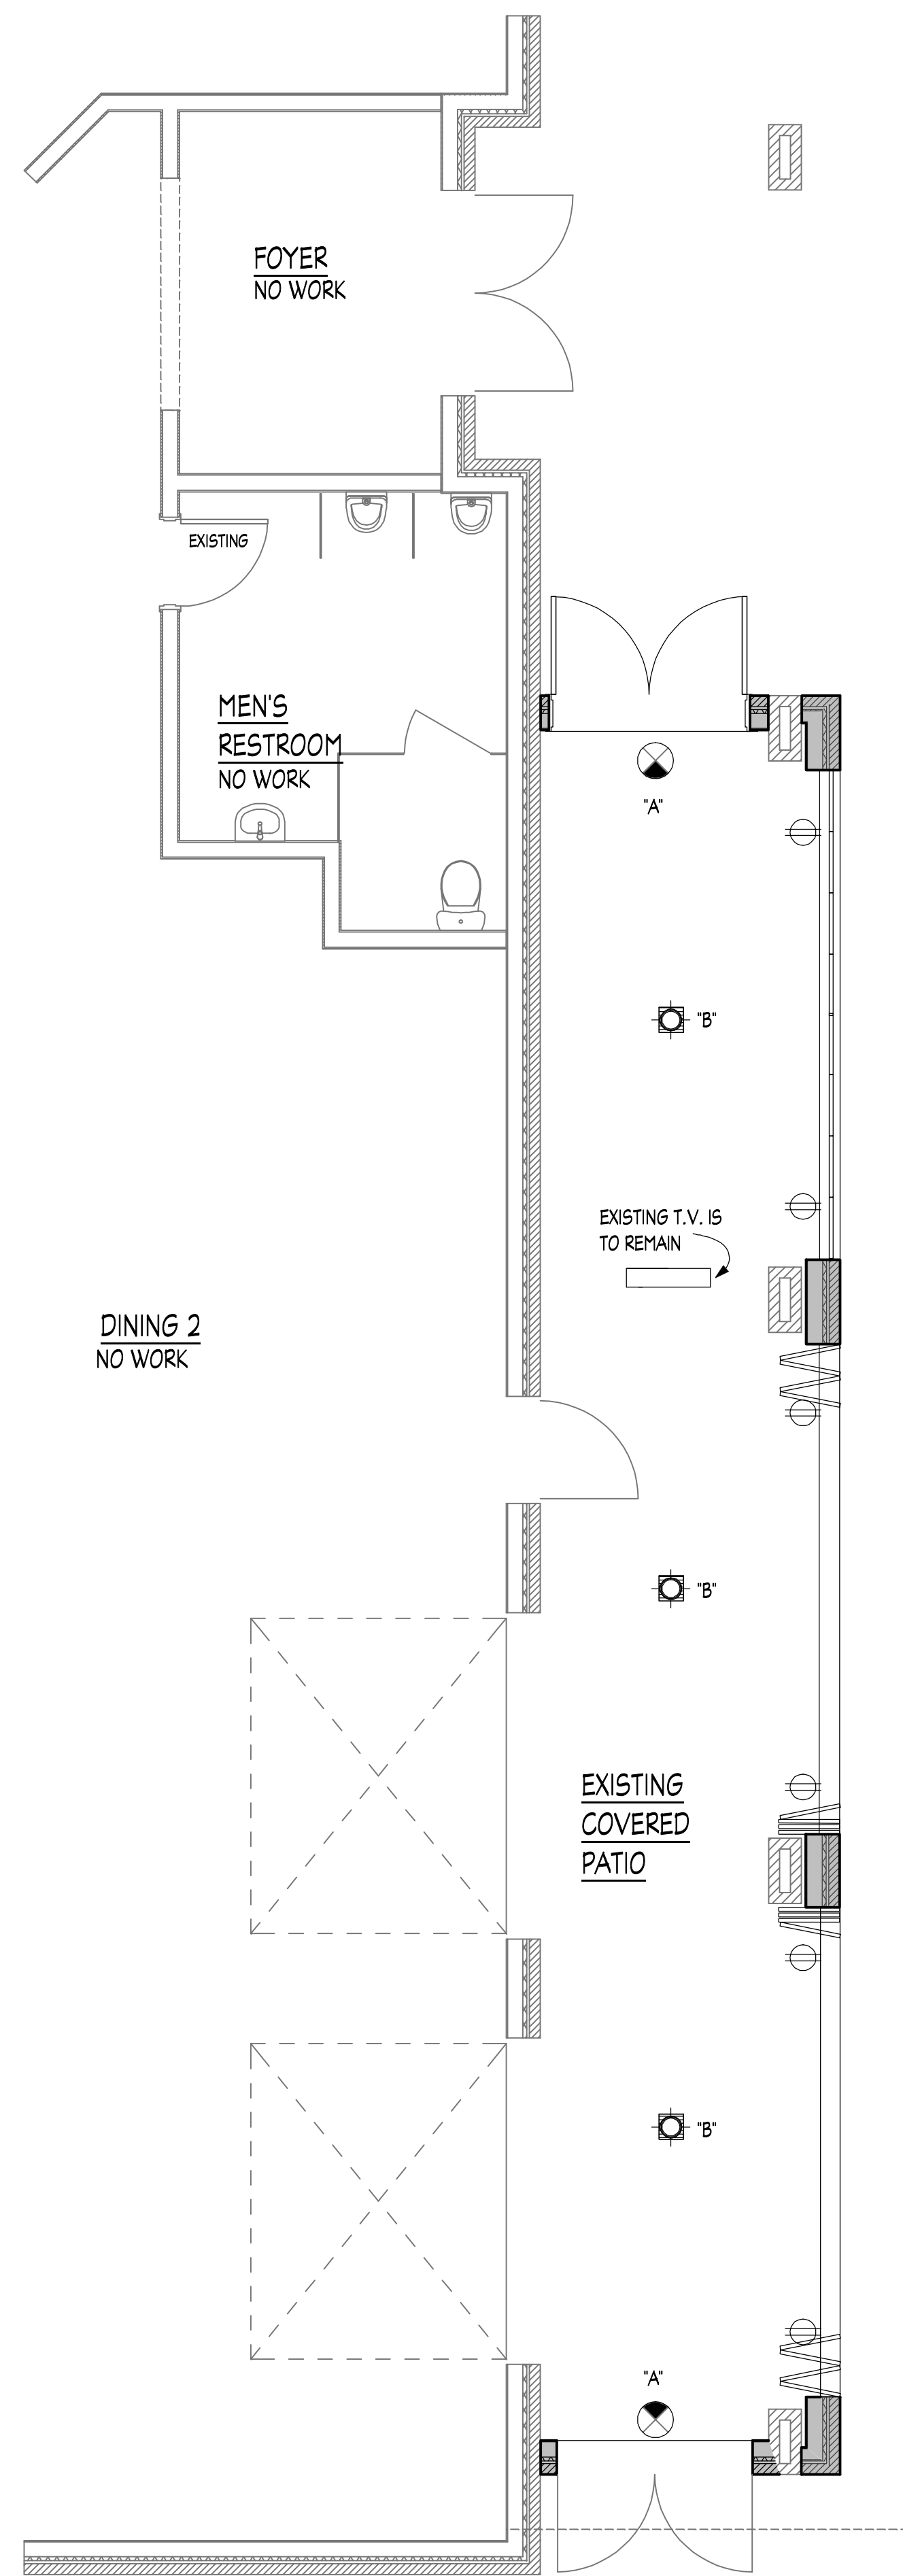 FOYER
NO WORK
EXISTING
MEN'S
RESTROOM
NO WORK
"A"
"B"
EXISTING T.V. IS
TO REMAIN
DINING 2
NO WORK
"B"
EXISTING
COVERED
PATIO
"B"
"A"